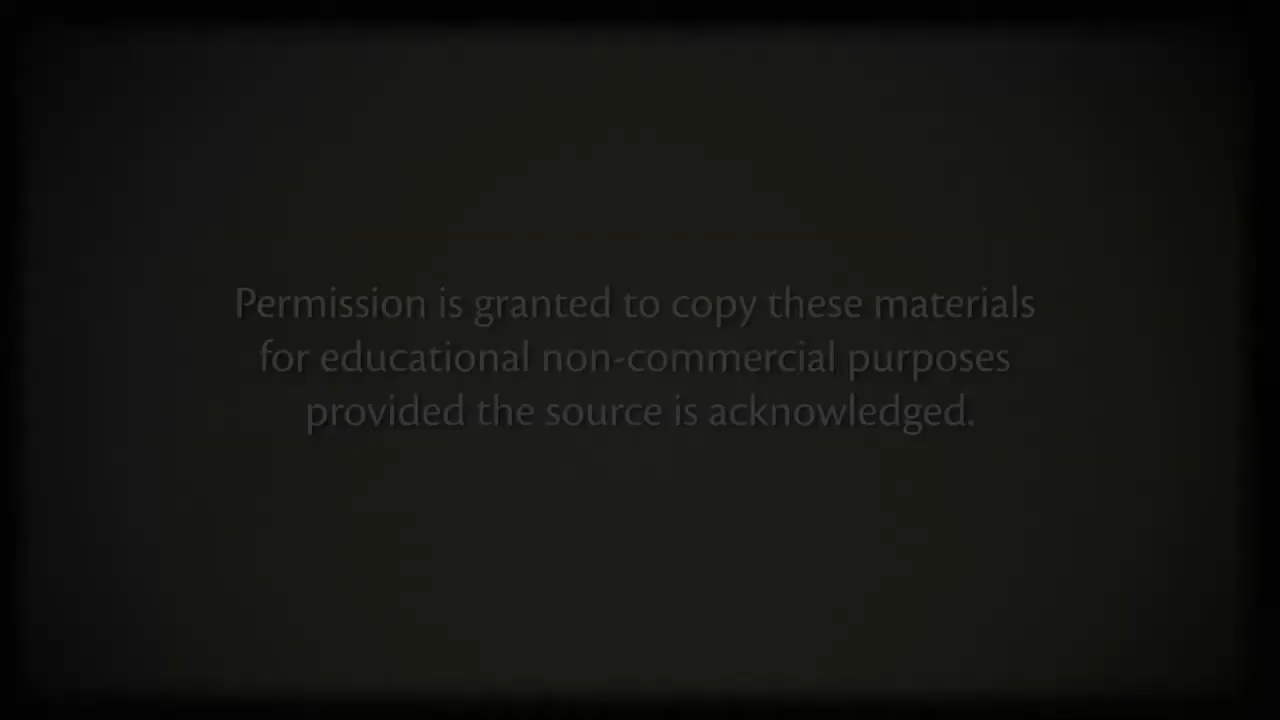 Permission is granted to copy these materials
for educational non-commercial purposes
provided the source is acknowledged.